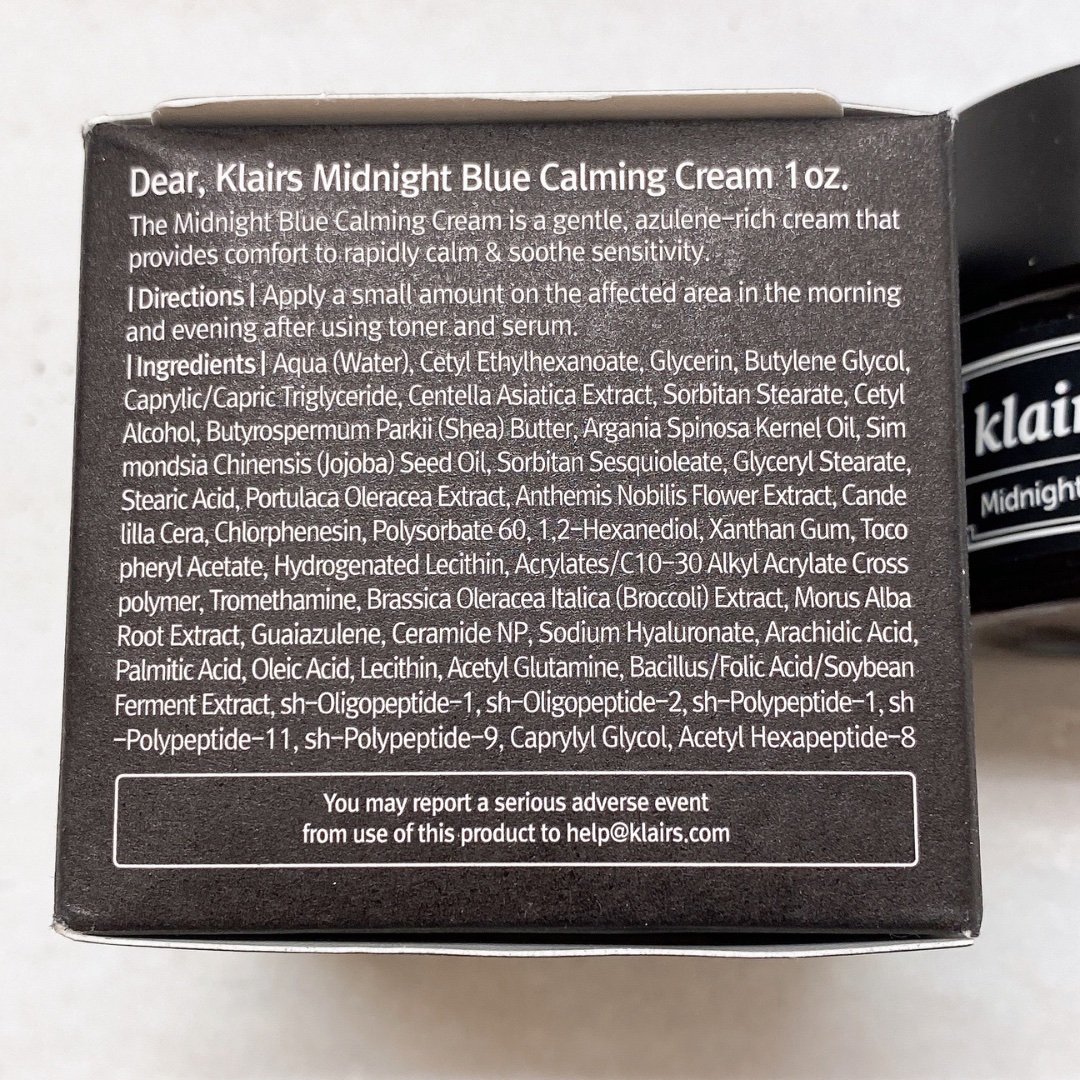 Dear, Klairs Midnight Blue Calming Cream 1oz.
The Midnight Blue Calming Cream is a gentle, azulene-rich cream that
provides comfort to rapidly calm & soothe sensitivity.
| Directions | Apply a small amount on the affected area in the morning
and evening after using toner and serum.
| Ingredients | Aqua (Water), Cetyl Ethylhexanoate, Glycerin, Butylene Glycol,
Caprylic/Capric Triglyceride, Centella Asiatica Extract, Sorbitan Stearate, Cetyl
Alcohol, Butyrospermum Parkii (Shea) Butter, Argania Spinosa Kernel Oil, Sim
mondsia Chinensis (Jojoba) Seed Oil, Sorbitan Sesquioleate, Glyceryl Stearate,
Stearic Acid, Portulaca Oleracea Extract, Anthemis Nobilis Flower Extract, Cande
lilla Cera, Chlorphenesin, Polysorbate 60, 1,2-Hexanediol, Xanthan Gum, Toco
pheryl Acetate, Hydrogenated Lecithin, Acrylates/C10-30 Alkyl Acrylate Cross
polymer, Tromethamine, Brassica Oleracea Italica (Broccoli) Extract, Morus Alba
Root Extract, Guaiazulene, Ceramide NP, Sodium Hyaluronate, Arachidic Acid,
Palmitic Acid, Oleic Acid, Lecithin, Acetyl Glutamine, Bacillus/Folic Acid/Soybean
Ferment Extract, sh-Oligopeptide-1, sh-Oligopeptide-2, sh-Polypeptide-1, sh
-Polypeptide-11, sh-Polypeptide-9, Caprylyl Glycol, Acetyl Hexapeptide-8
You may report a serious adverse event
from use of this product to help@klairs.com
klair
Midnight